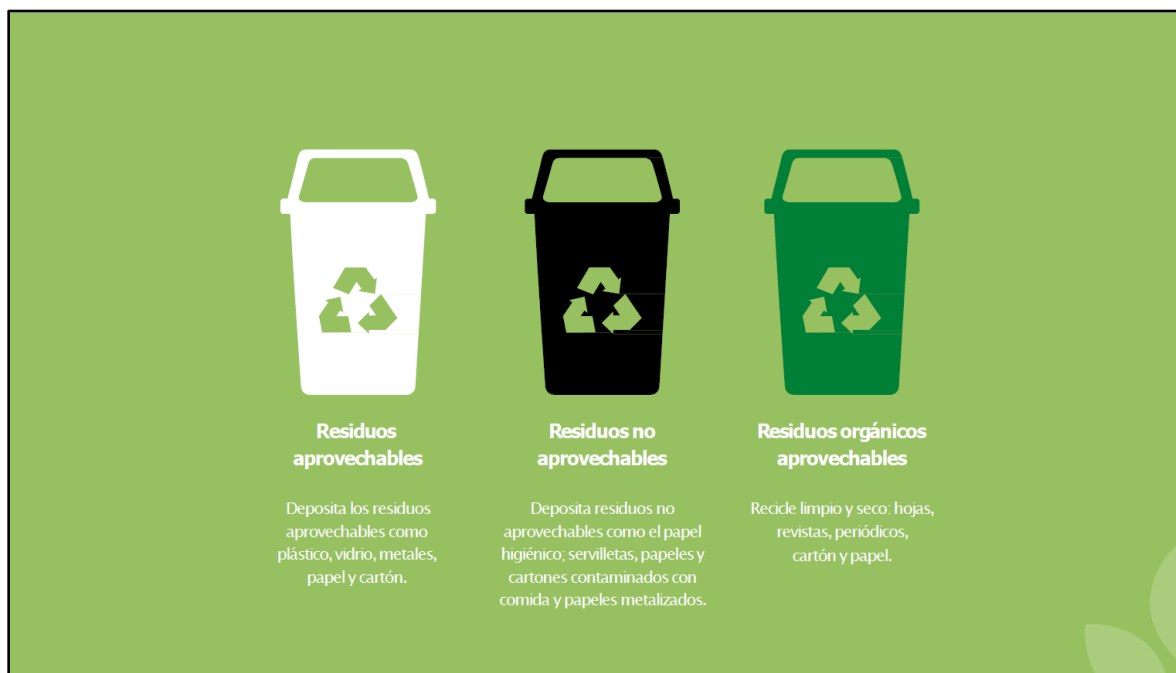 Residuos
aprovechables
Deposita los residuos
aprovechables como
plástico, vidrio, metales,
papel y cartón.
Residuos no
aprovechables
Deposita residuos no
aprovechables como el papel
higiénico; servilletas, papeles y
cartones contaminados con
comida y papeles metalizados.
Residuos orgánicos
aprovechables
Recicle limpio y seco: hojas,
revistas, periódicos,
cartón y papel.